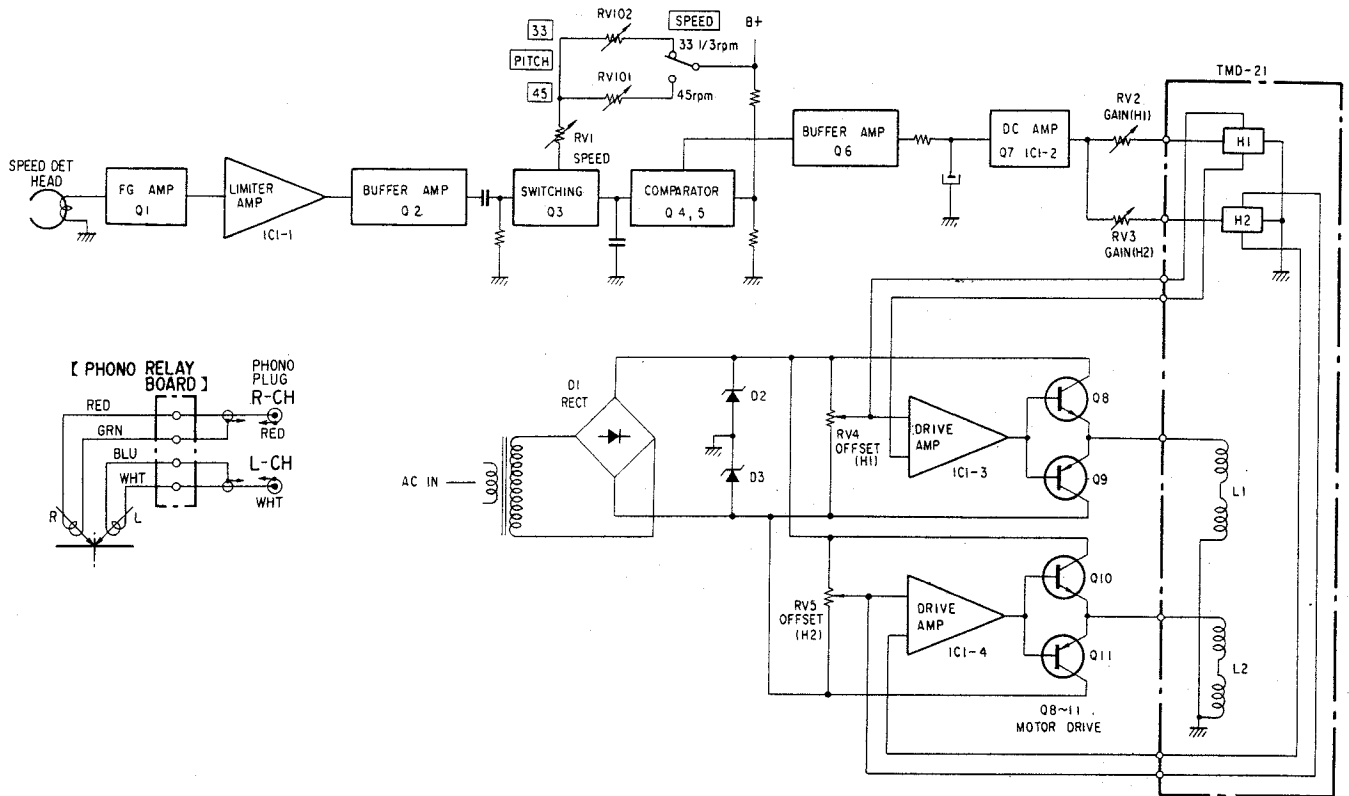 RV102
SPEED
B+
33
33 1/3rpm
PITCH
RV101
45
45rpm
TMD-21
RV1
SPEED
BUFFER AMP
Q6
DC AMP
Q7 IC1-2
RV2
GAIN(H1)
H1
SPEED DET
HEAD
FG AMP
Q1
LIMITER
AMP
IC1-1
BUFFER AMP
Q2
SWITCHING
Q3
COMPARATOR
Q4, 5
RV3
GAIN(H2)
H2
[ PHONO RELAY
BOARD ]
PHONO
PLUG
R-CH
RED
RED
GRN
BLU
L-CH
WHT
WHT
R
L
AC IN
D1
RECT
D2
D3
RV4
OFFSET
(H1)
DRIVE
AMP
IC1-3
Q8
Q9
L1
RV5
OFFSET
(H2)
DRIVE
AMP
IC1-4
Q10
Q11
L2
Q8~11
MOTOR DRIVE